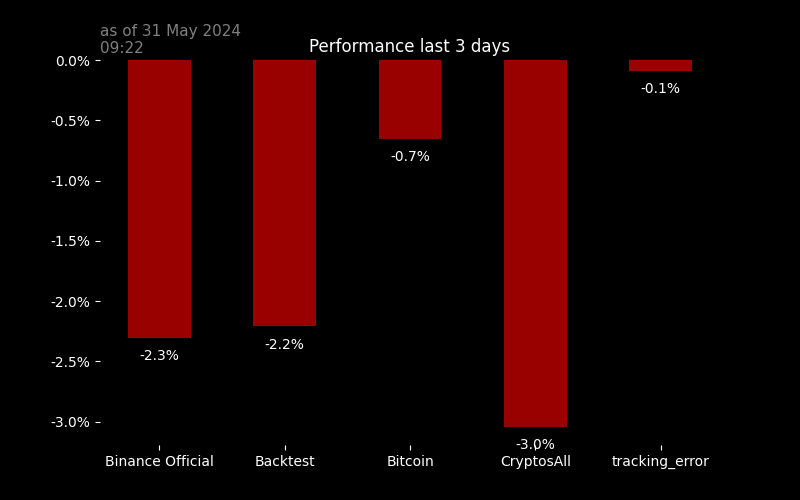 as of 31 May 2024
09:22
Performance last 3 days
0.0%
-0.5%
-1.0%
-1.5%
-2.0%
-2.5%
-3.0%
-2.3%
-2.2%
-0.7%
-3.0%
-0.1%
Binance Official
Backtest
Bitcoin
CryptosAll
tracking_error